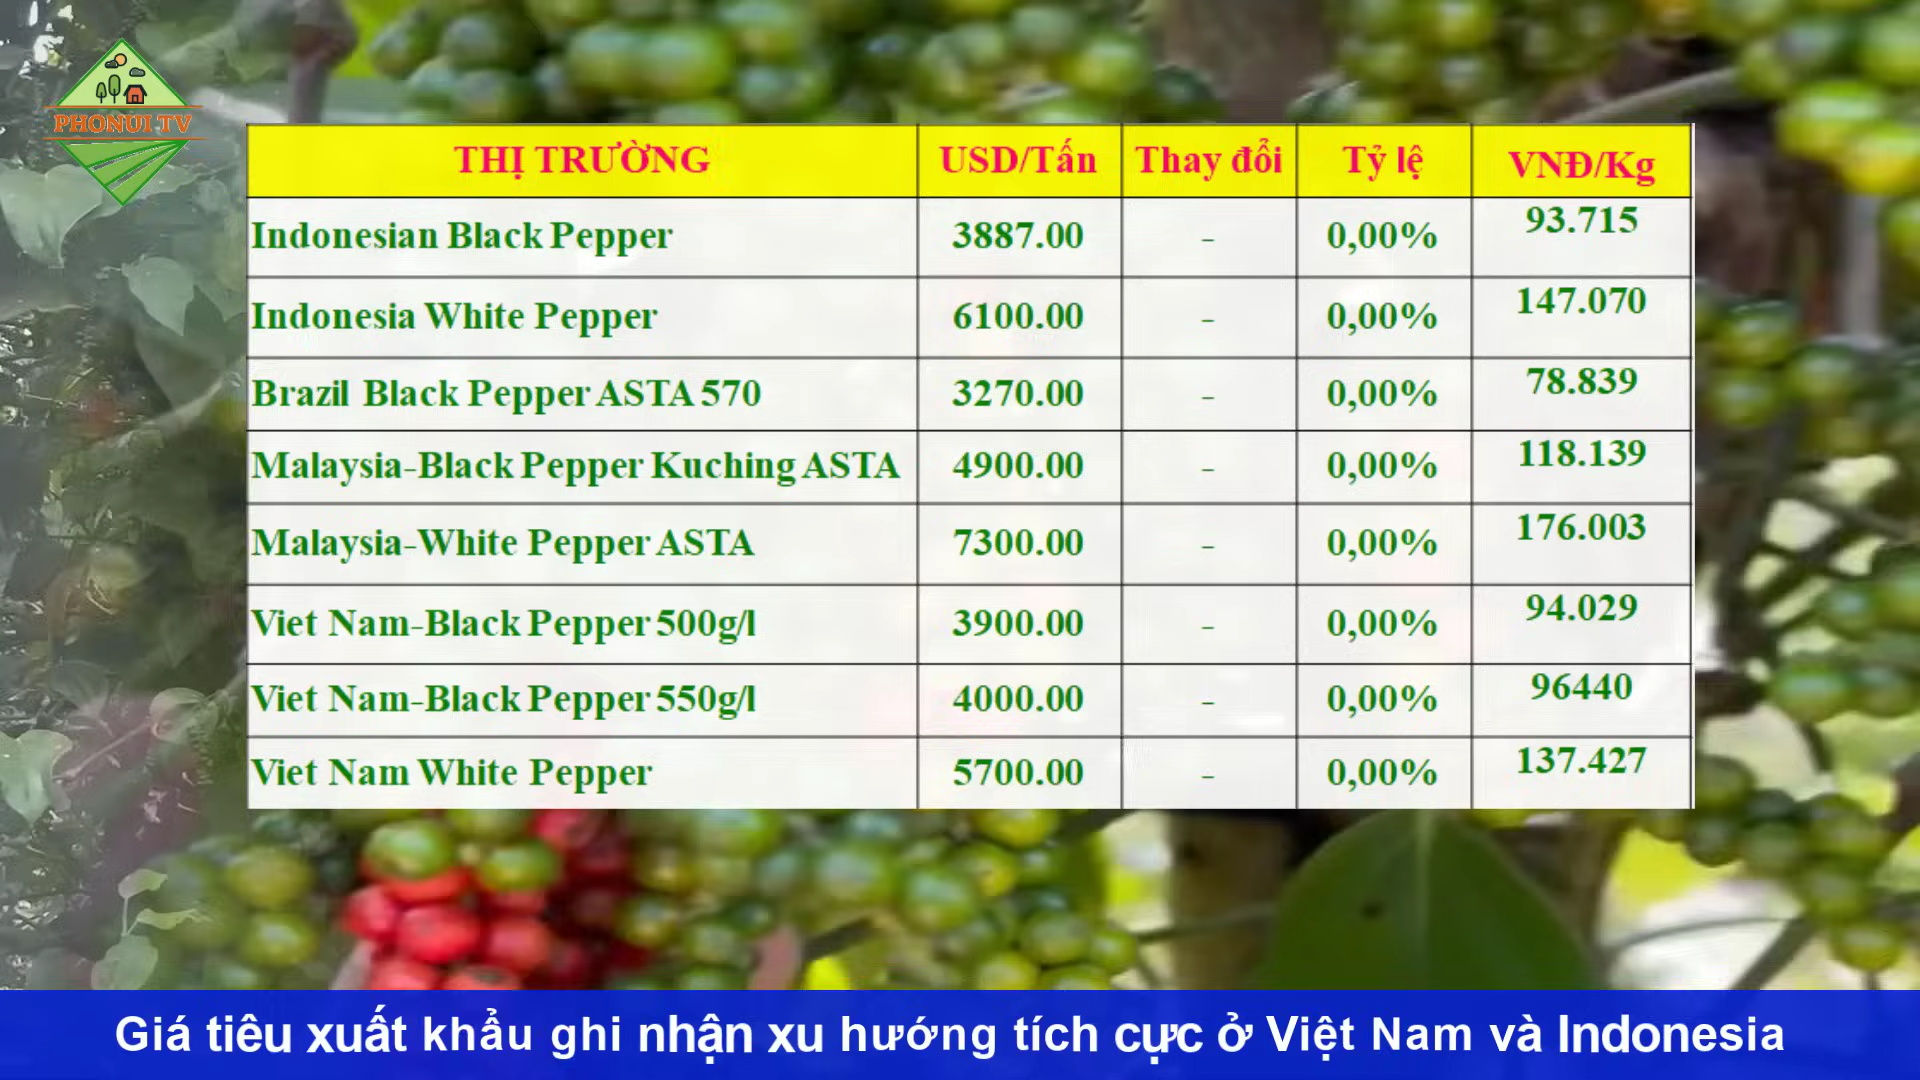 PHONUI TV
THỊ TRƯỜNG USD/Tấn Thay đổi Tỷ lệ VNĐ/Kg
Indonesian Black Pepper 3887.00 - 0,00% 93.715
Indonesia White Pepper 6100.00 - 0,00% 147.070
Brazil Black Pepper ASTA 570 3270.00 - 0,00% 78.839
Malaysia-Black Pepper Kuching ASTA 4900.00 - 0,00% 118.139
Malaysia-White Pepper ASTA 7300.00 - 0,00% 176.003
Viet Nam-Black Pepper 500g/l 3900.00 - 0,00% 94.029
Viet Nam-Black Pepper 550g/l 4000.00 - 0,00% 96440
Viet Nam White Pepper 5700.00 - 0,00% 137.427
Giá tiêu xuất khẩu ghi nhận xu hướng tích cực ở Việt Nam và Indonesia